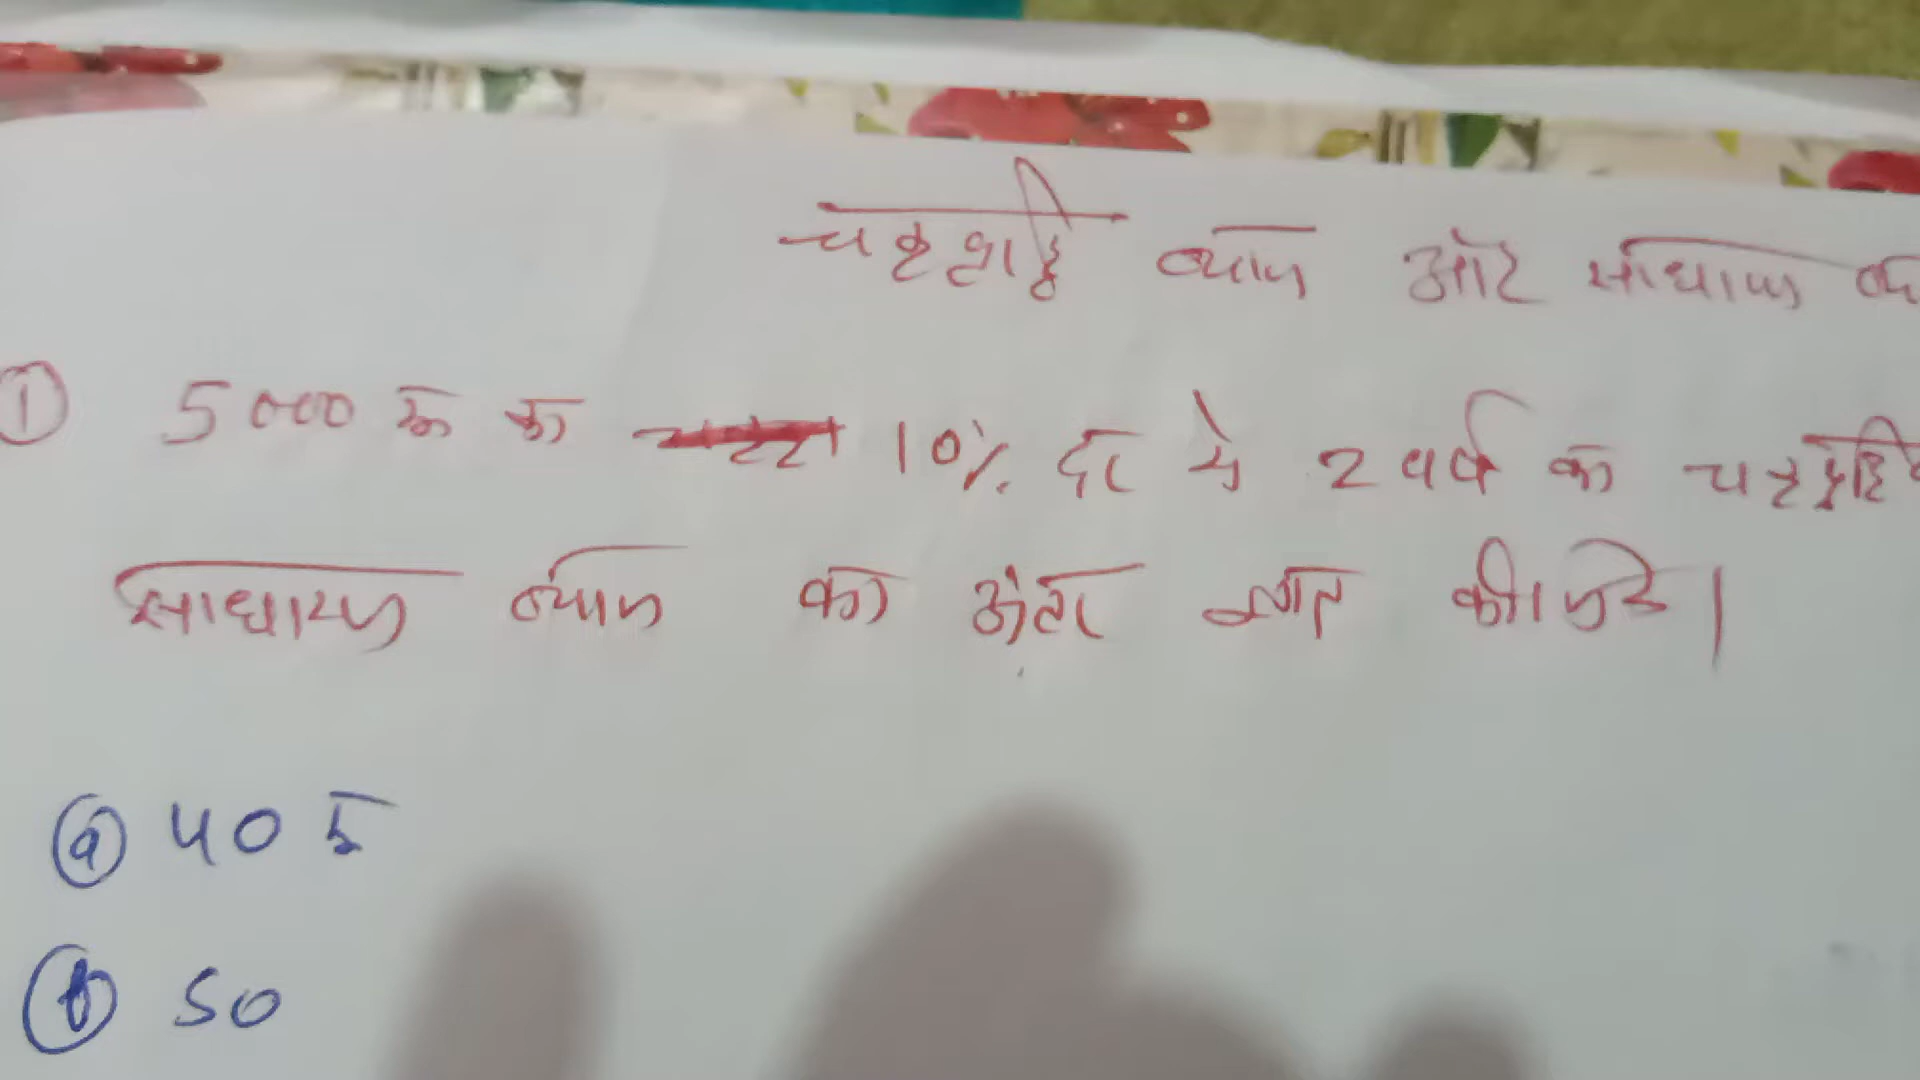 चक्रवृद्धि ब्याज और साधारण
① 5000 रू का 10% दर से 2 वर्ष का चक्रवृद्धि
साधारण ब्याज का अंतर ज्ञात कीजिए।
ⓐ 40 रु
ⓑ 50